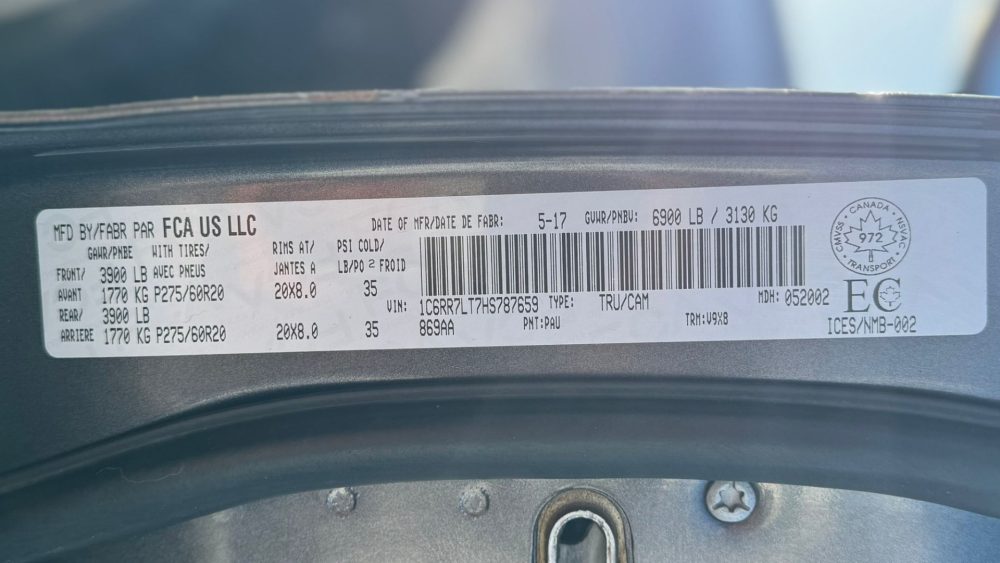 MFD BY/FABR PAR FCA US LLC
DATE OF MFR/DATE DE FABR: 5-17 GVWR/PNBV: 6900 LB / 3130 KG
GAWR/PNBE WITH TIRES/ RIMS AT/ PSI COLD/
FRONT/ 3900 LB AVEC PNEUS JANTES A LB/PO 2 FROID
AVANT 1770 KG P275/60R20 20X8.0 35
REAR/ 3900 LB
ARRIERE 1770 KG P275/60R20 20X8.0 35
VIN: 1C6RR7LT7HS787659 TYPE: TRU/CAM MDH: 052002
869AA PNT:PAU TRM:V9X8
CANADA
CMVSS NSVAC
972
TRANSPORT
EC
ICES/NMB-002